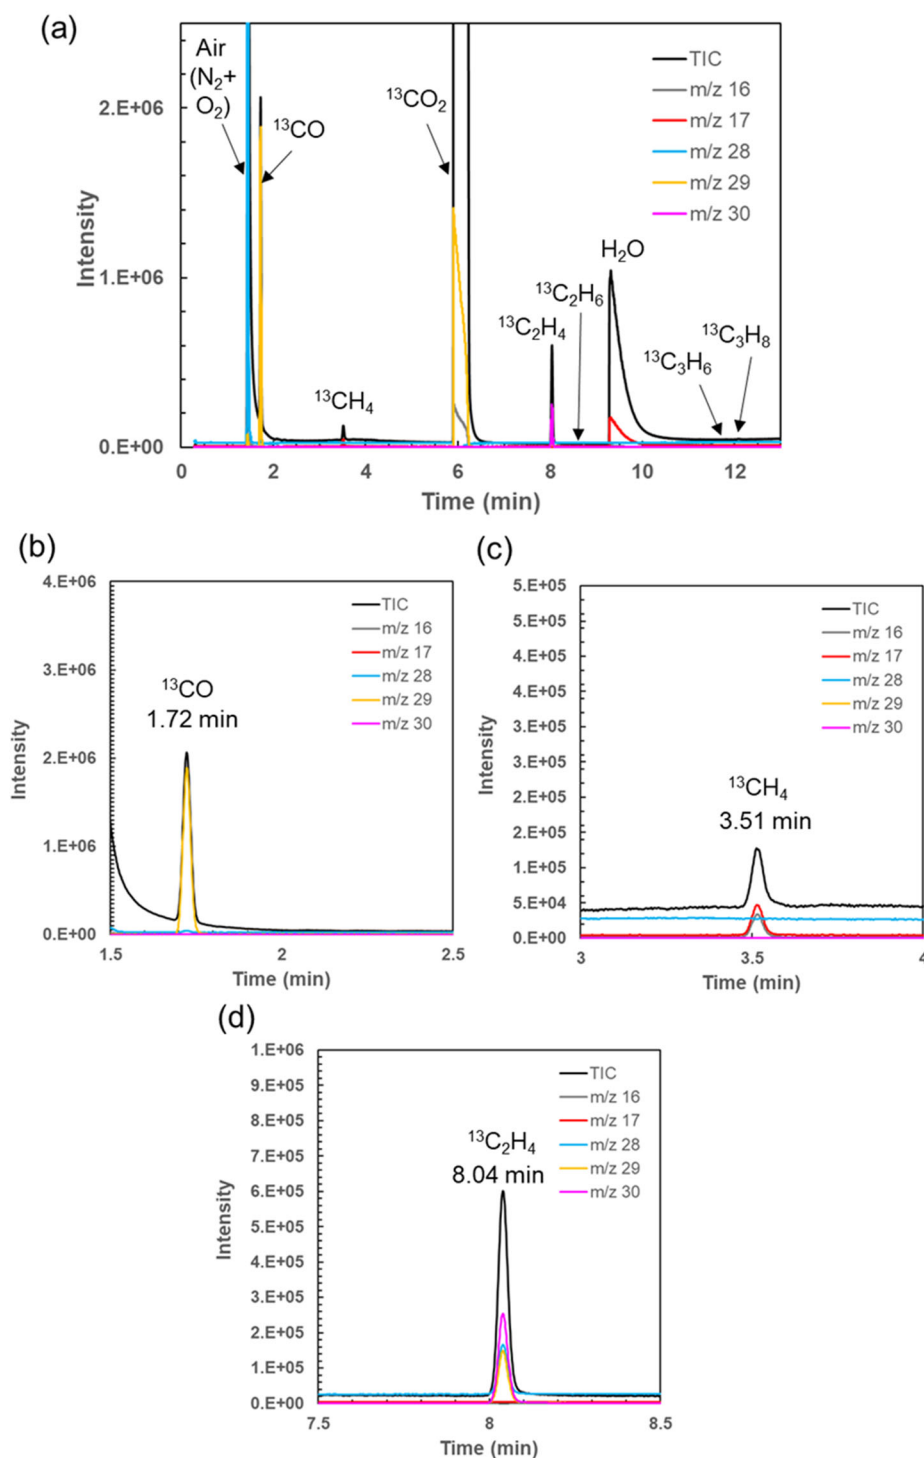 (a)
Air
(N₂+
O₂)
¹³CO
¹³CO₂
TIC
m/z 16
m/z 17
m/z 28
m/z 29
m/z 30
H₂O
¹³C₂H₆
¹³C₂H₄
¹³C₃H₈
¹³C₃H₆
¹³CH₄
2.E+06
1.E+06
0.E+00
Intensity
0 2 4 6 8 10 12
Time (min)
(b)
4.E+06
3.E+06
2.E+06
1.E+06
0.E+00
Intensity
¹³CO
1.72 min
TIC
m/z 16
m/z 17
m/z 28
m/z 29
m/z 30
1.5 2 2.5
Time (min)
(c)
5.E+05
5.E+05
4.E+05
4.E+05
3.E+05
3.E+05
2.E+05
2.E+05
1.E+05
5.E+04
0.E+00
Intensity
¹³CH₄
3.51 min
TIC
m/z 16
m/z 17
m/z 28
m/z 29
m/z 30
3 3.5 4
Time (min)
(d)
1.E+06
9.E+05
8.E+05
7.E+05
6.E+05
5.E+05
4.E+05
3.E+05
2.E+05
1.E+05
0.E+00
Intensity
¹³C₂H₄
8.04 min
TIC
m/z 16
m/z 17
m/z 28
m/z 29
m/z 30
7.5 8 8.5
Time (min)